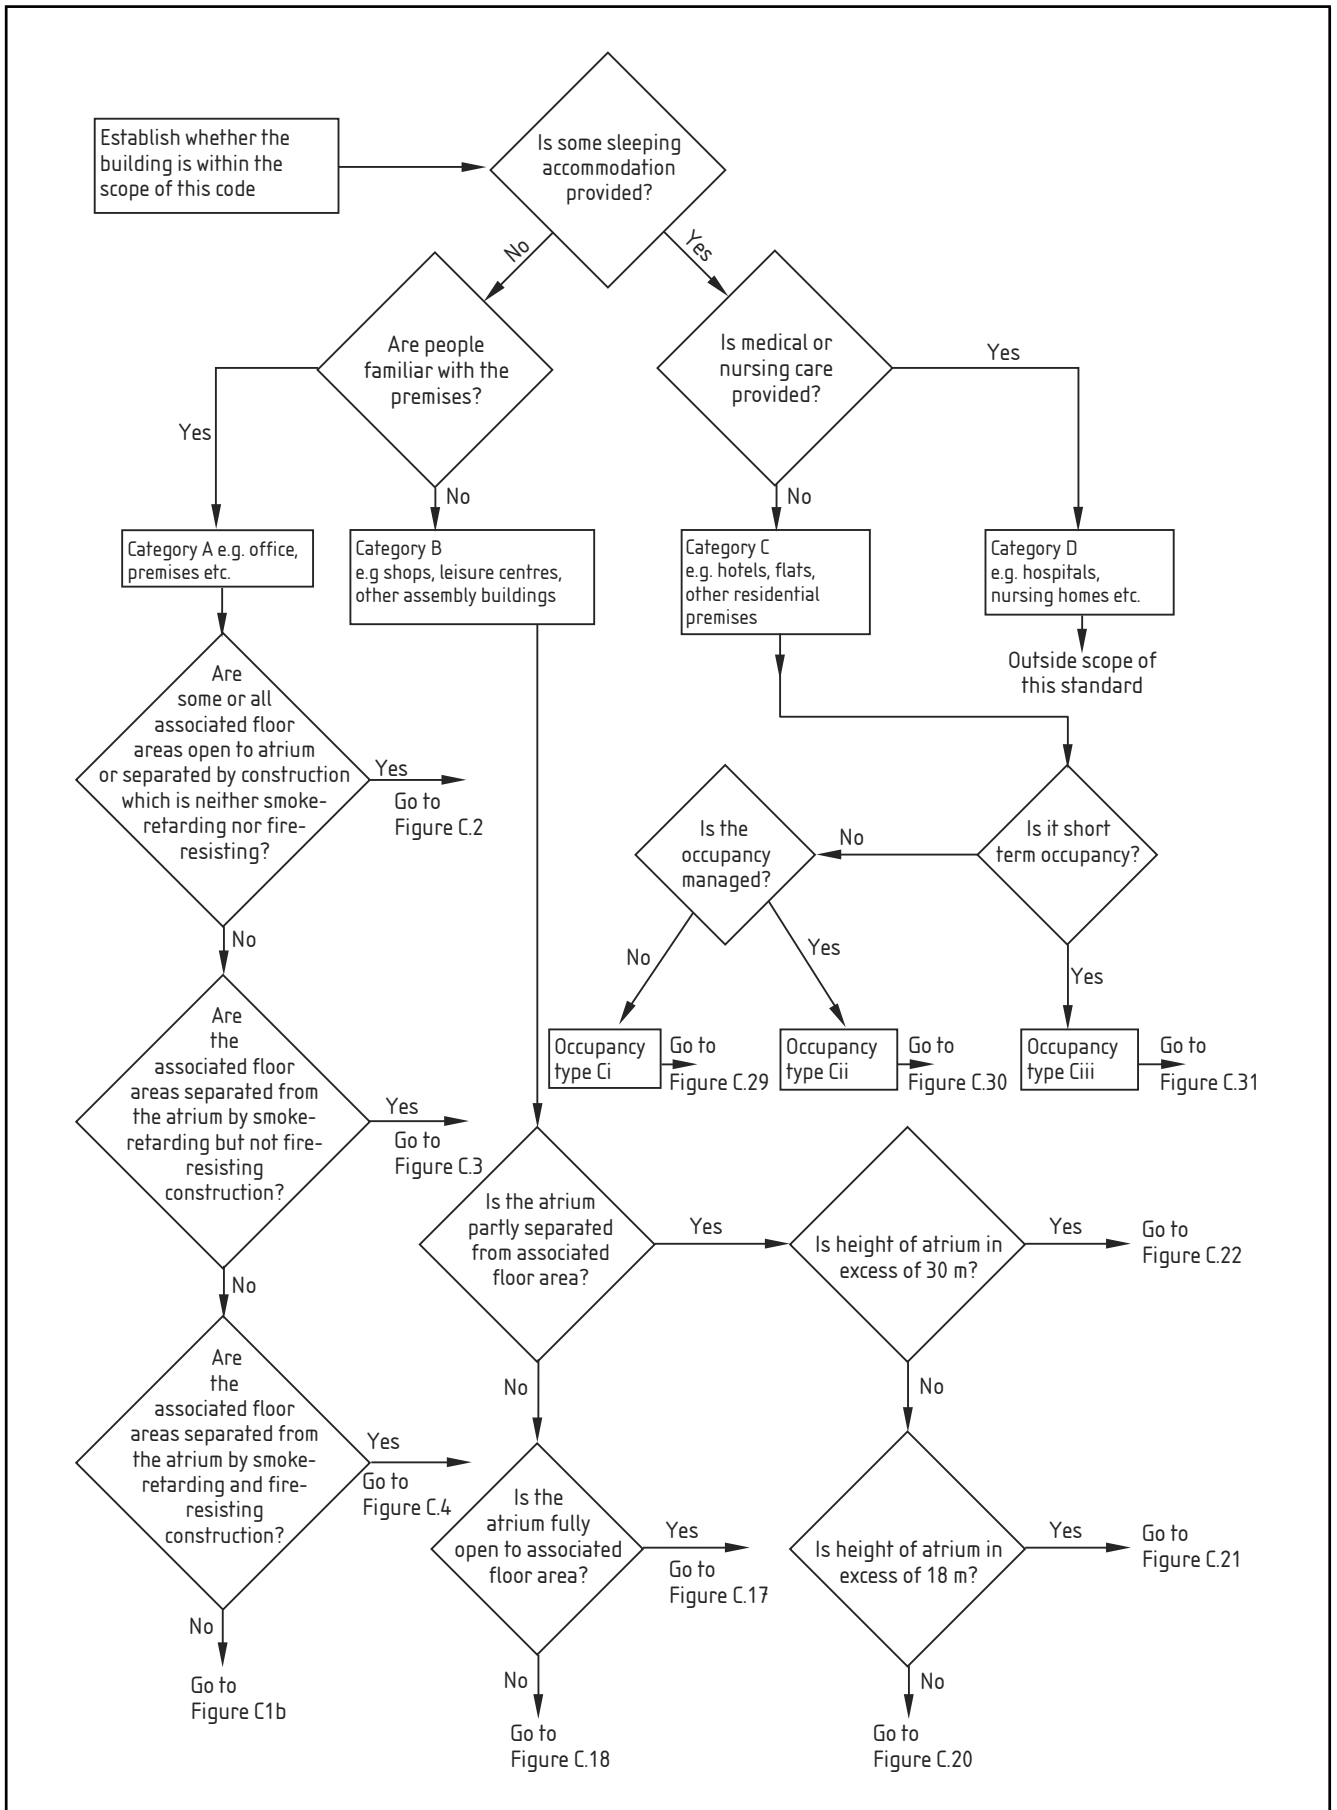 Establish whether the
building is within the
scope of this code
Is some sleeping
accommodation
provided?
No
Yes
Are people
familiar with the
premises?
Is medical or
nursing care
provided?
Yes
Yes
No
No
Category A e.g. office,
premises etc.
Category B
e.g shops, leisure centres,
other assembly buildings
Category C
e.g. hotels, flats,
other residential
premises
Category D
e.g. hospitals,
nursing homes etc.
Outside scope of
this standard
Are
some or all
associated floor
areas open to atrium
or separated by construction
which is neither smoke-
retarding nor fire-
resisting?
Yes
Go to
Figure C.2
No
Is the
occupancy
managed?
No
Is it short
term occupancy?
No
Yes
Yes
Occupancy
type Ci
Go to
Figure C.29
Occupancy
type Cii
Go to
Figure C.30
Occupancy
type Ciii
Go to
Figure C.31
Are
the
associated floor
areas separated from
the atrium by smoke-
retarding but not fire-
resisting
construction?
Yes
Go to
Figure C.3
No
Is the atrium
partly separated
from associated
floor area?
Yes
Is height of atrium in
excess of 30 m?
Yes
Go to
Figure C.22
No
No
Are
the
associated floor
areas separated from
the atrium by smoke-
retarding and fire-
resisting
construction?
Yes
Go to
Figure C.4
No
Go to
Figure C1b
Is the
atrium fully
open to associated
floor area?
Yes
Go to
Figure C.17
No
Go to
Figure C.18
Is height of atrium in
excess of 18 m?
Yes
Go to
Figure C.21
No
Go to
Figure C.20